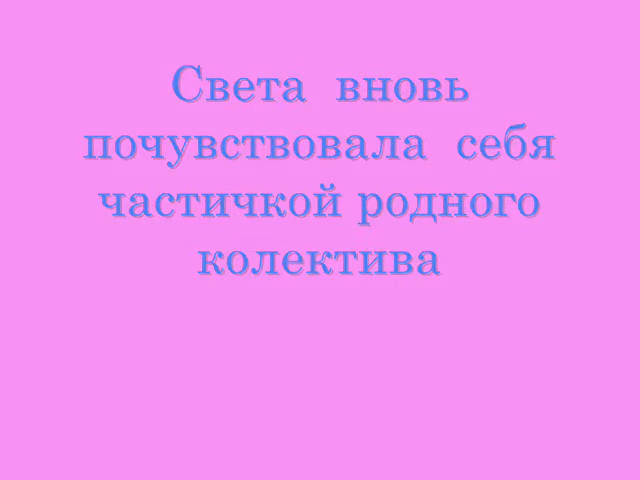 Света вновь
почувствовала себя
частичкой родного
колектива